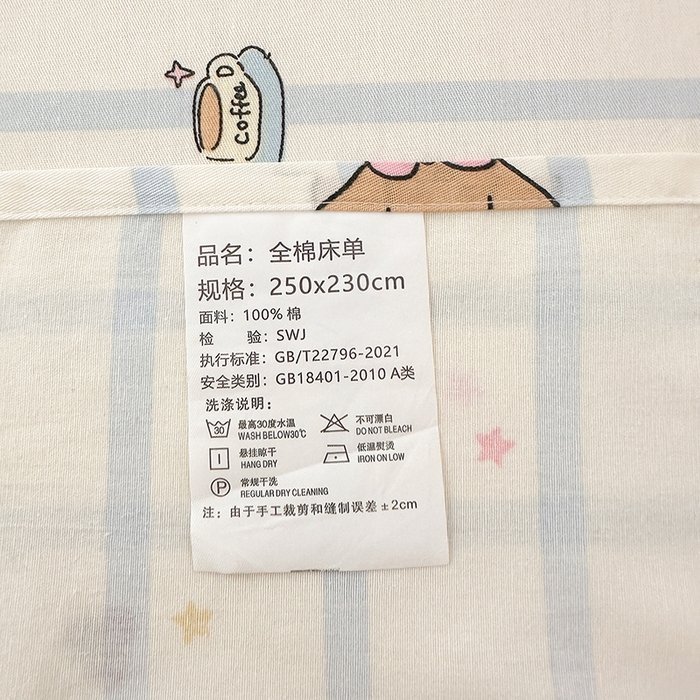 Coffee
品名：全棉床单
规格：250x230cm
面料：100% 棉
检 验：SWJ
执行标准：GB/T22796-2021
安全类别：GB18401-2010 A类
洗涤说明：
30 最高30度水温
WASH BELOW30℃
不可漂白
DO NOT BLEACH
悬挂晾干
HANG DRY
低温熨烫
IRON ON LOW
P 常规干洗
REGULAR DRY CLEANING
注：由于手工裁剪和缝制误差±2cm